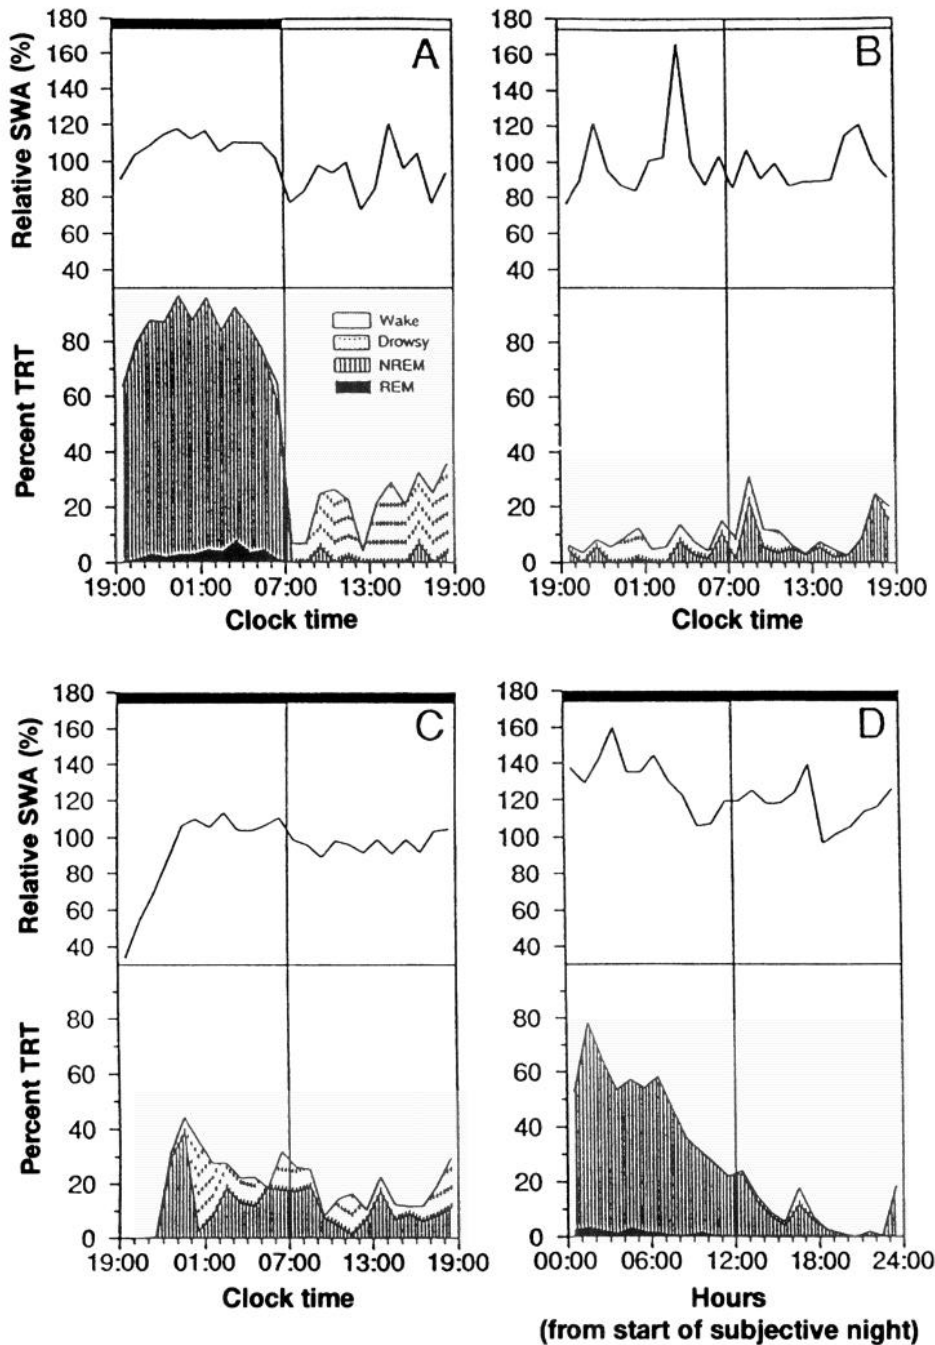 A
B
Relative SWA (%)
180
160
140
120
100
80
60
40
180
160
140
120
100
80
60
40
Percent TRT
80
60
40
20
0
Wake
Drowsy
NREM
REM
80
60
40
20
0
19:00 01:00 07:00 13:00 19:00
Clock time
19:00 01:00 07:00 13:00 19:00
Clock time
C
D
Relative SWA (%)
180
160
140
120
100
80
60
40
180
160
140
120
100
80
60
40
Percent TRT
80
60
40
20
0
80
60
40
20
0
19:00 01:00 07:00 13:00 19:00
Clock time
00:00 06:00 12:00 18:00 24:00
Hours
(from start of subjective night)